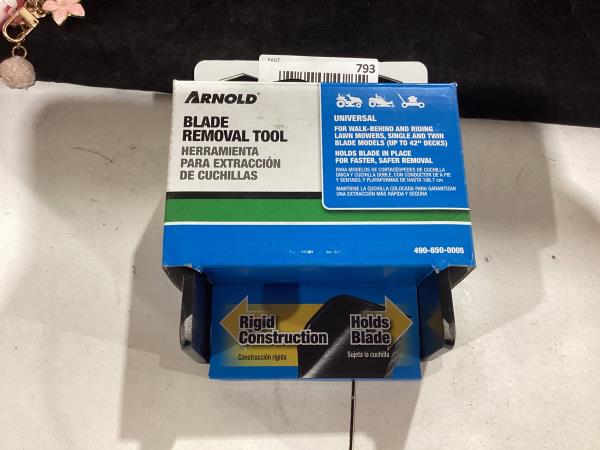 PADT
793
ARNOLD®
BLADE
REMOVAL TOOL
HERRAMIENTA
PARA EXTRACCIÓN
DE CUCHILLAS
UNIVERSAL
FOR WALK-BEHIND AND RIDING
LAWN MOWERS, SINGLE AND TWIN
BLADE MODELS (UP TO 42" DECKS)
HOLDS BLADE IN PLACE
FOR FASTER, SAFER REMOVAL
PARA MODELOS DE CORTACÉSPEDES DE CUCHILLA
ÚNICA Y CUCHILLA DOBLE, CON CONDUCTOR DE A PIE
Y SENTADO, Y PLATAFORMAS DE HASTA 106.7 cm
MANTIENE LA CUCHILLA COLOCADA PARA GARANTIZAR
UNA EXTRACCIÓN MÁS RÁPIDA Y SEGURA
490-850-0005
Rigid
Construction
Construcción rígida
Holds
Blade
Sujeta la cuchilla